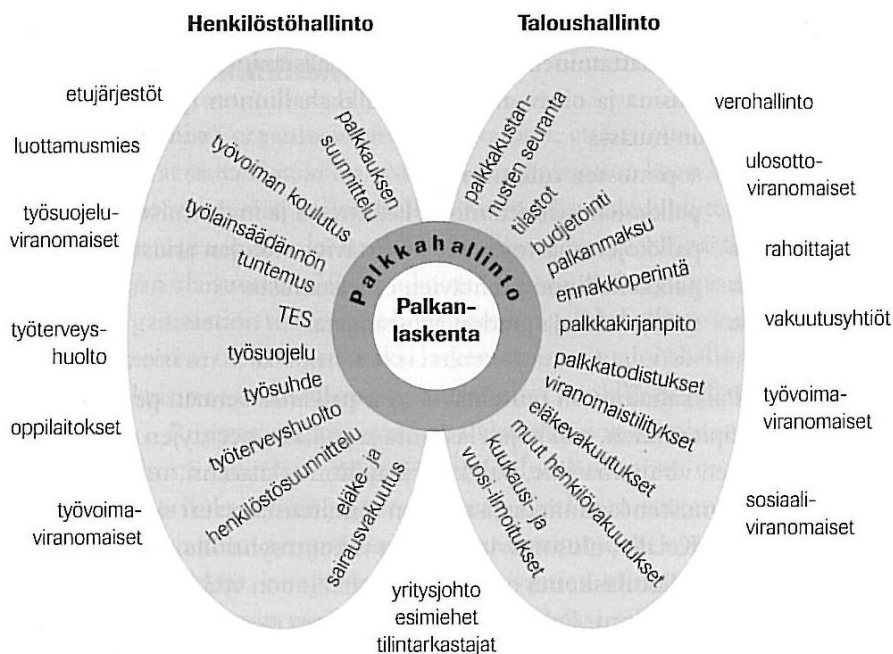 Henkilöstöhallinto
Taloushallinto
etujärjestöt
luottamusmies
työsuojelu-
viranomaiset
työterveys-
huolto
oppilaitokset
työvoima-
viranomaiset
palkkauksen
suunnittelu
työvoiman koulutus
työlainsäädännön
tuntemus
TES
työsuojelu
työsuhde
työterveyshuolto
henkilöstösuunnittelu
eläke- ja
sairausvakuutus
Palkkahallinto
Palkan-
laskenta
palkkakustan-
nusten seuranta
tilastot
budjetointi
palkanmaksu
ennakkoperintä
palkkakirjanpito
palkkatodistukset
viranomaistilitykset
eläkevakuutukset
muut henkilövakuutukset
kuukausi- ja
vuosi-ilmoitukset
verohallinto
ulosotto-
viranomaiset
rahoittajat
vakuutusyhtiöt
työvoima-
viranomaiset
sosiaali-
viranomaiset
yritysjohto
esimiehet
tilintarkastajat